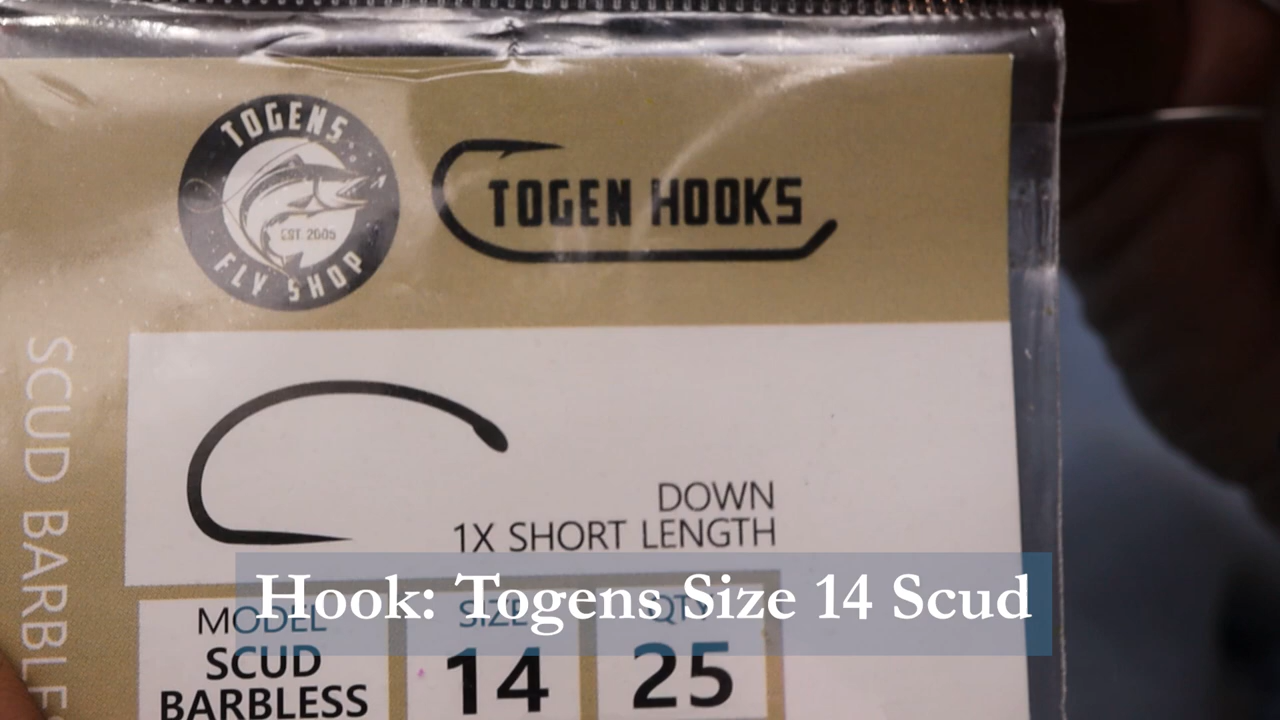 TOGENS
EST. 2005
FLY SHOP
TOGEN HOOKS
SCUD BARBLES
DOWN
1X SHORT LENGTH
Hook: Togens Size 14 Scud
MODEL
SCUD
BARBLESS
SIZE
14
QTY
25